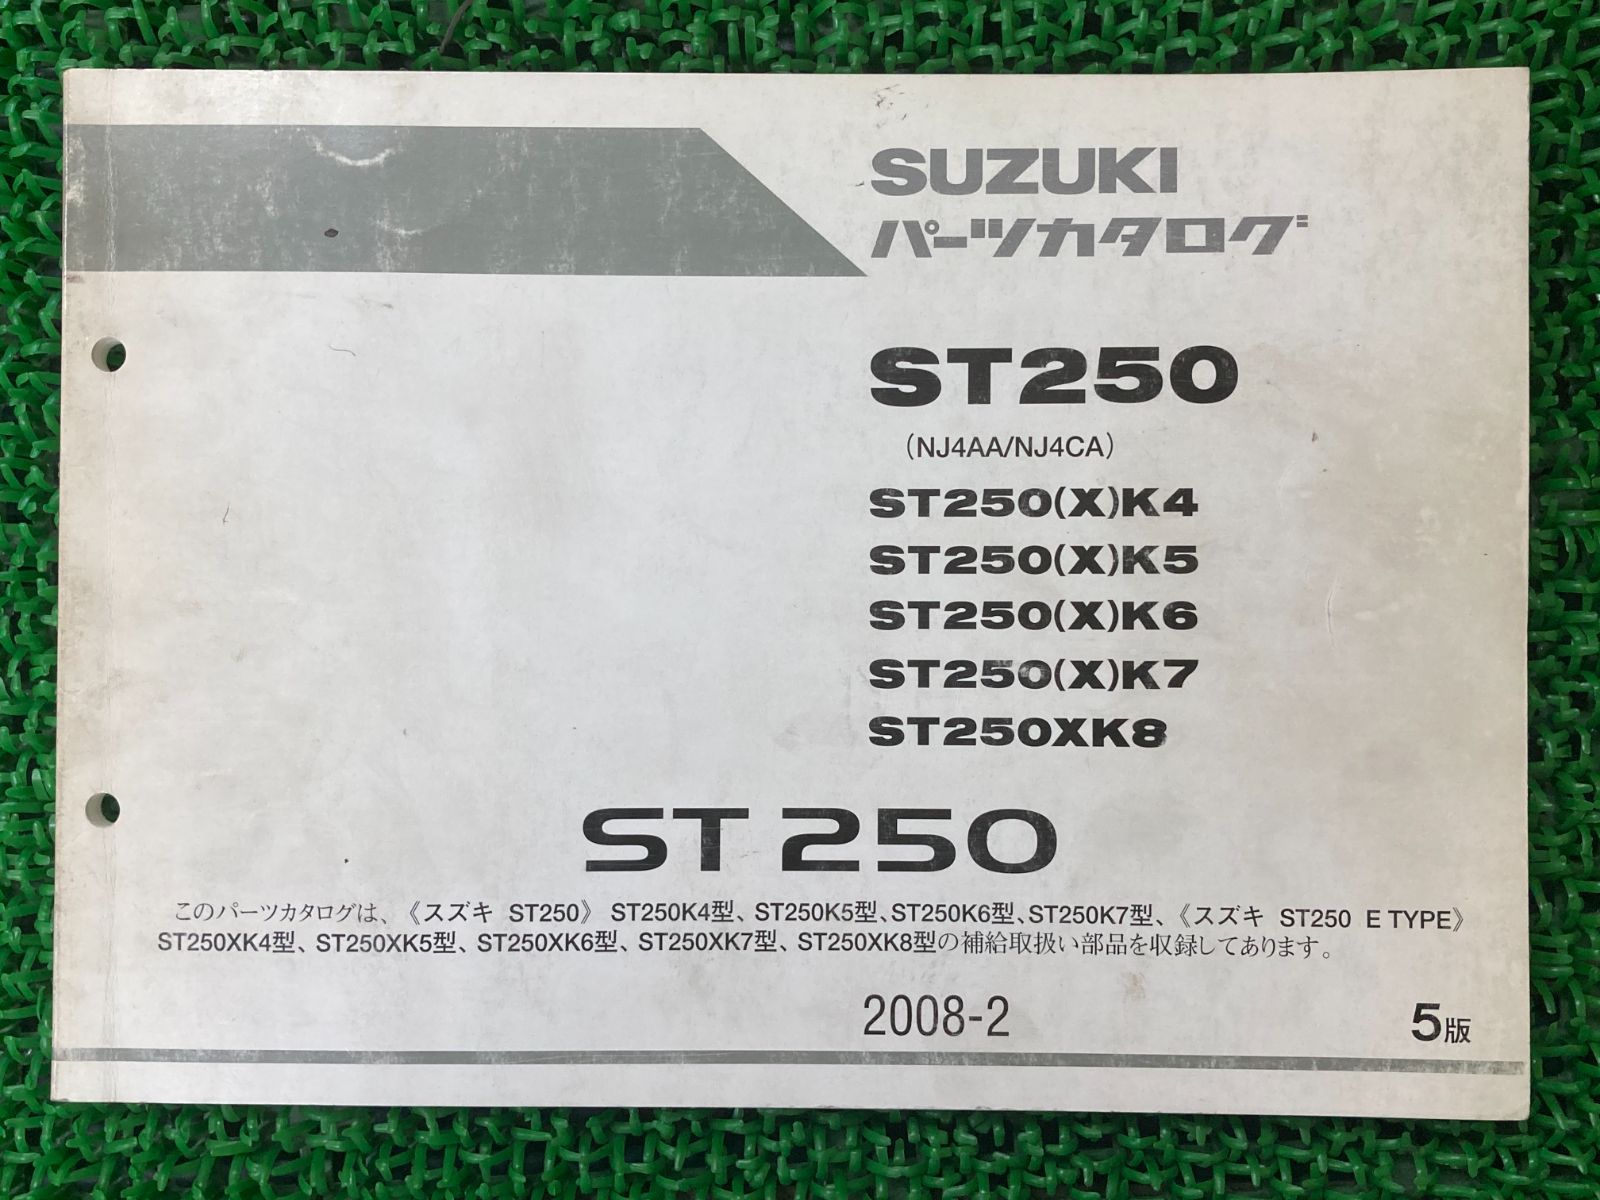 SUZUKI
パーツカタログ
ST250
(NJ4AA/NJ4CA)
ST250(X)K4
ST250(X)K5
ST250(X)K6
ST250(X)K7
ST250XK8
ST250
このパーツカタログは、《スズキ ST250》 ST250K4型、ST250K5型、ST250K6型、ST250K7型、《スズキ ST250 E TYPE》
ST250XK4型、ST250XK5型、ST250XK6型、ST250XK7型、ST250XK8型の補給取扱い部品を収録してあります。
2008-2
5版